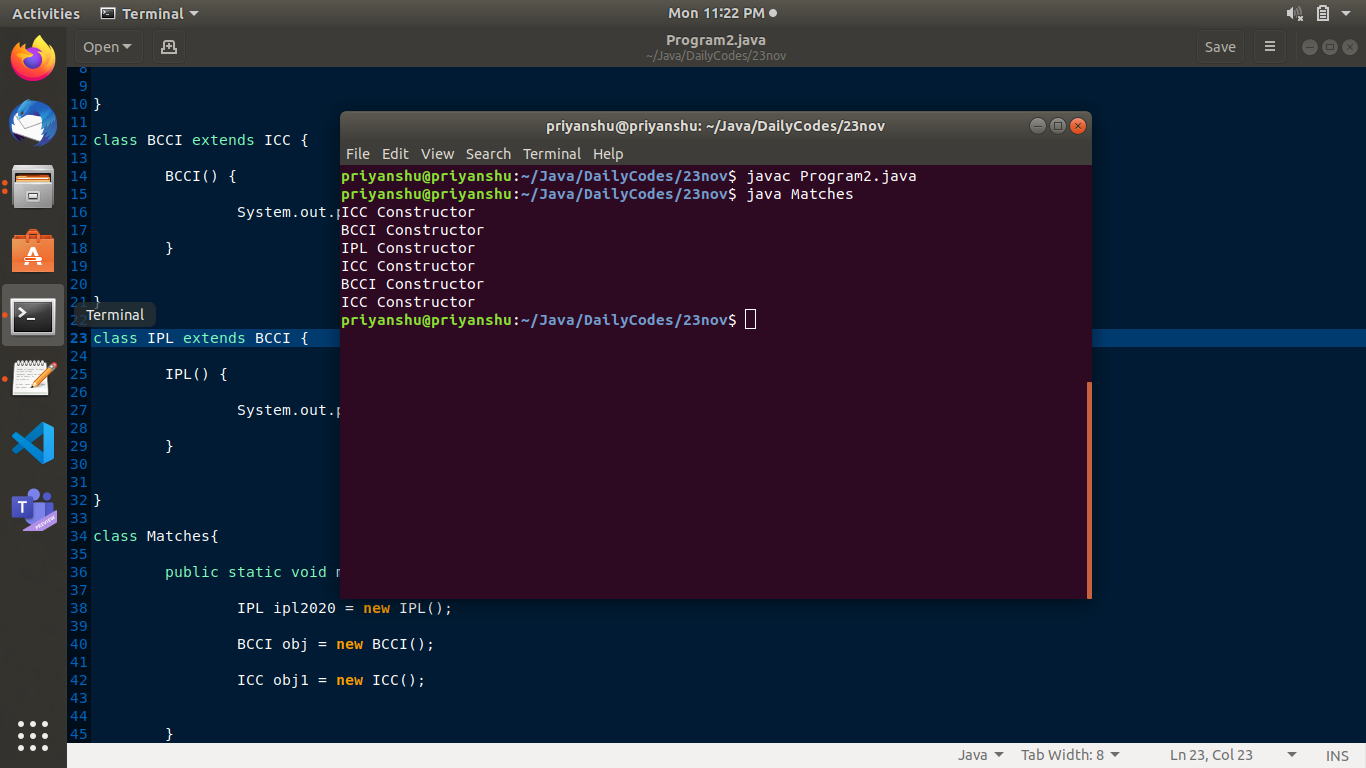 Activities
Terminal
Mon 11:22 PM
Open
Program2.java
~/Java/DailyCodes/23nov
Save
8
9
10 }
11
12 class BCCI extends ICC {
13
14 BCCI() {
15
16 System.out.p
17
18 }
19
20
21 }
Terminal
23 class IPL extends BCCI {
24
25 IPL() {
26
27 System.out.p
28
29 }
30
31
32 }
33
34 class Matches{
35
36 public static void m
37
38 IPL ipl2020 = new IPL();
39
40 BCCI obj = new BCCI();
41
42 ICC obj1 = new ICC();
43
44
45 }
priyanshu@priyanshu: ~/Java/DailyCodes/23nov
File Edit View Search Terminal Help
priyanshu@priyanshu:~/Java/DailyCodes/23nov$ javac Program2.java
priyanshu@priyanshu:~/Java/DailyCodes/23nov$ java Matches
ICC Constructor
BCCI Constructor
IPL Constructor
ICC Constructor
BCCI Constructor
ICC Constructor
priyanshu@priyanshu:~/Java/DailyCodes/23nov$
T
PREVIEW
Java
Tab Width: 8
Ln 23, Col 23
INS